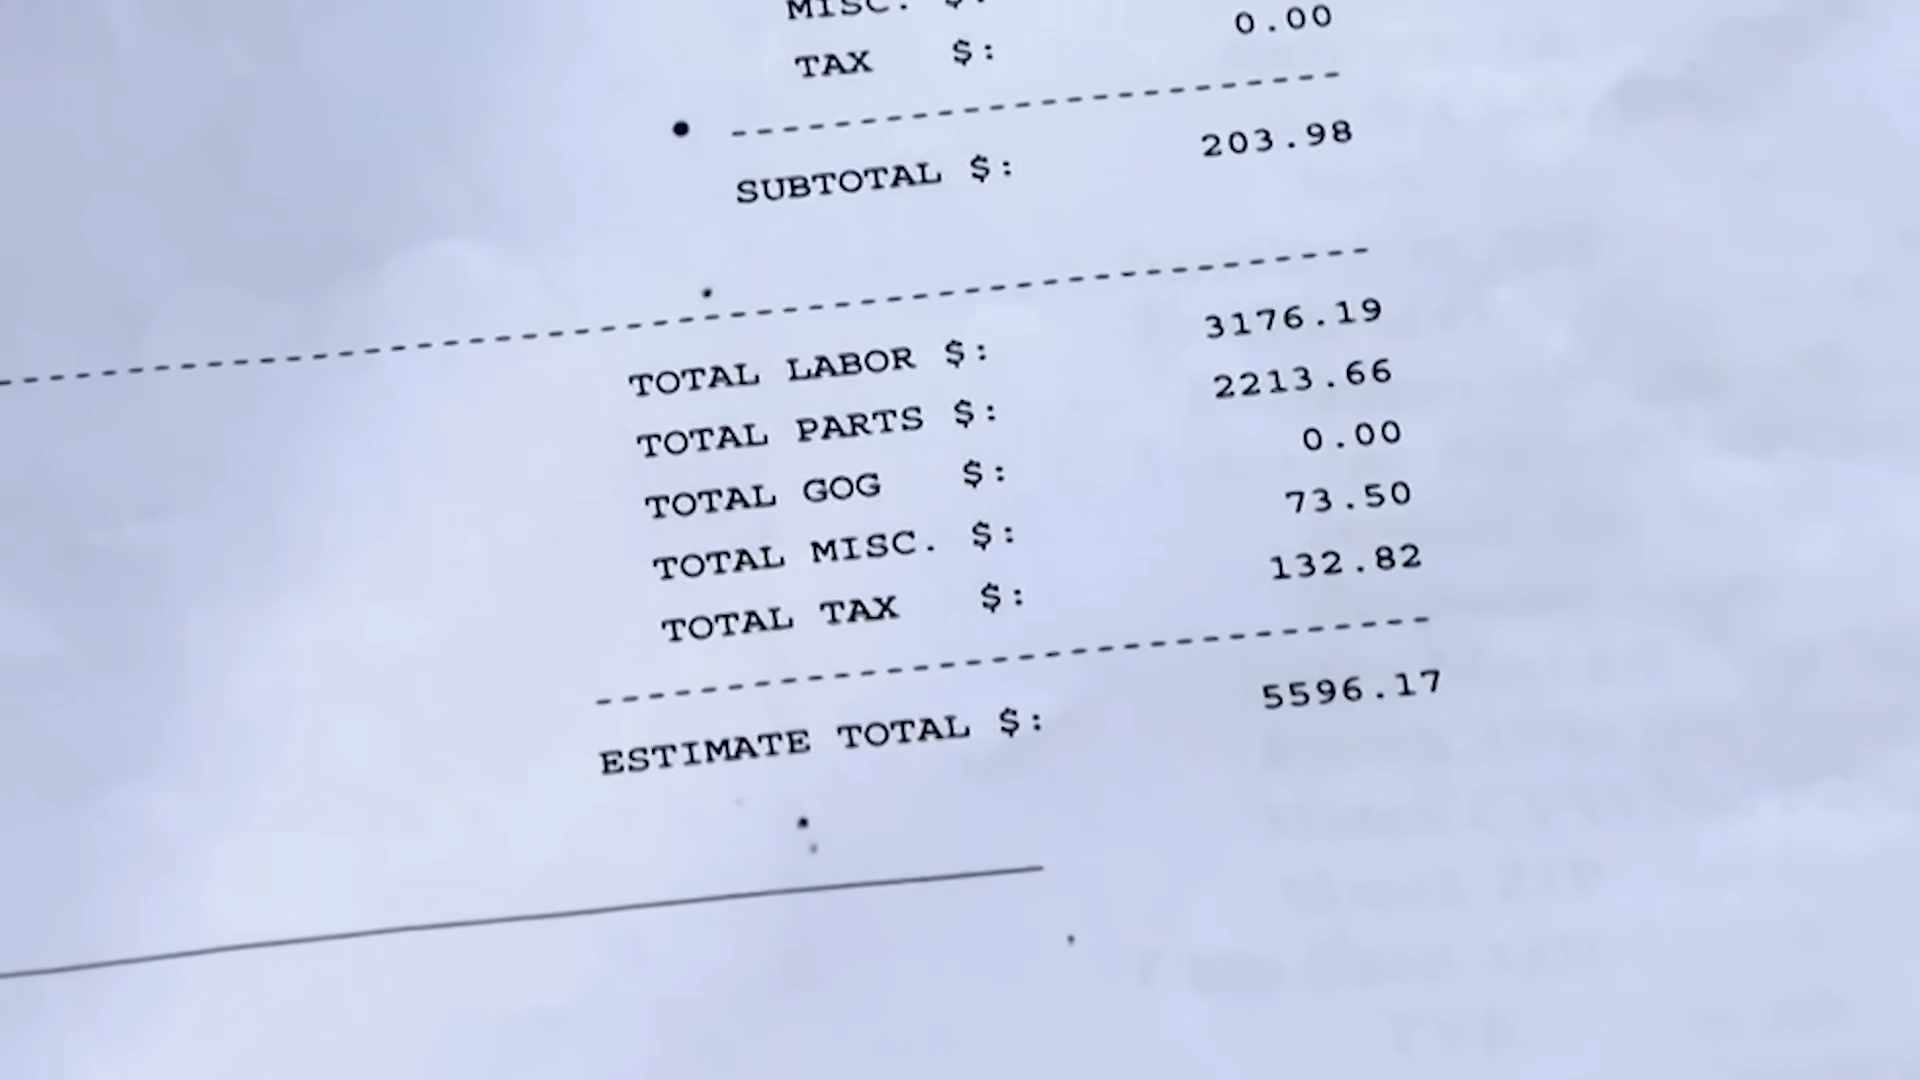 MISC. $:
TAX $: 0.00
SUBTOTAL $: 203.98
TOTAL LABOR $: 3176.19
TOTAL PARTS $: 2213.66
TOTAL GOG $: 0.00
TOTAL MISC. $: 73.50
TOTAL TAX $: 132.82
ESTIMATE TOTAL $: 5596.17